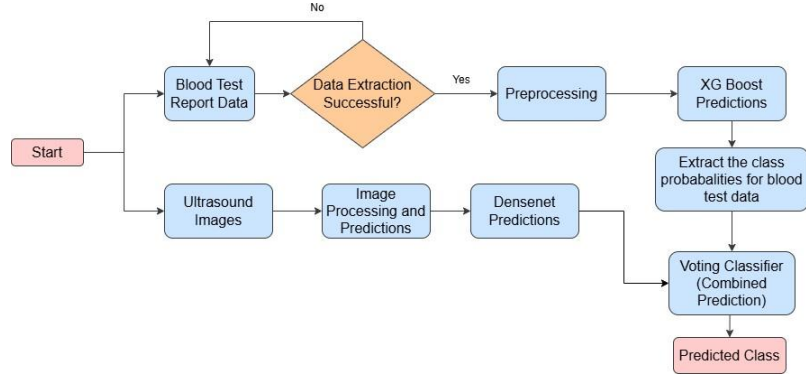 No
Blood Test
Report Data
Data Extraction
Successful?
Yes
Preprocessing
XG Boost
Predictions
Start
Extract the class
probabalities for blood
test data
Ultrasound
Images
Image
Processing and
Predictions
Densenet
Predictions
Voting Classifier
(Combined
Prediction)
Predicted Class